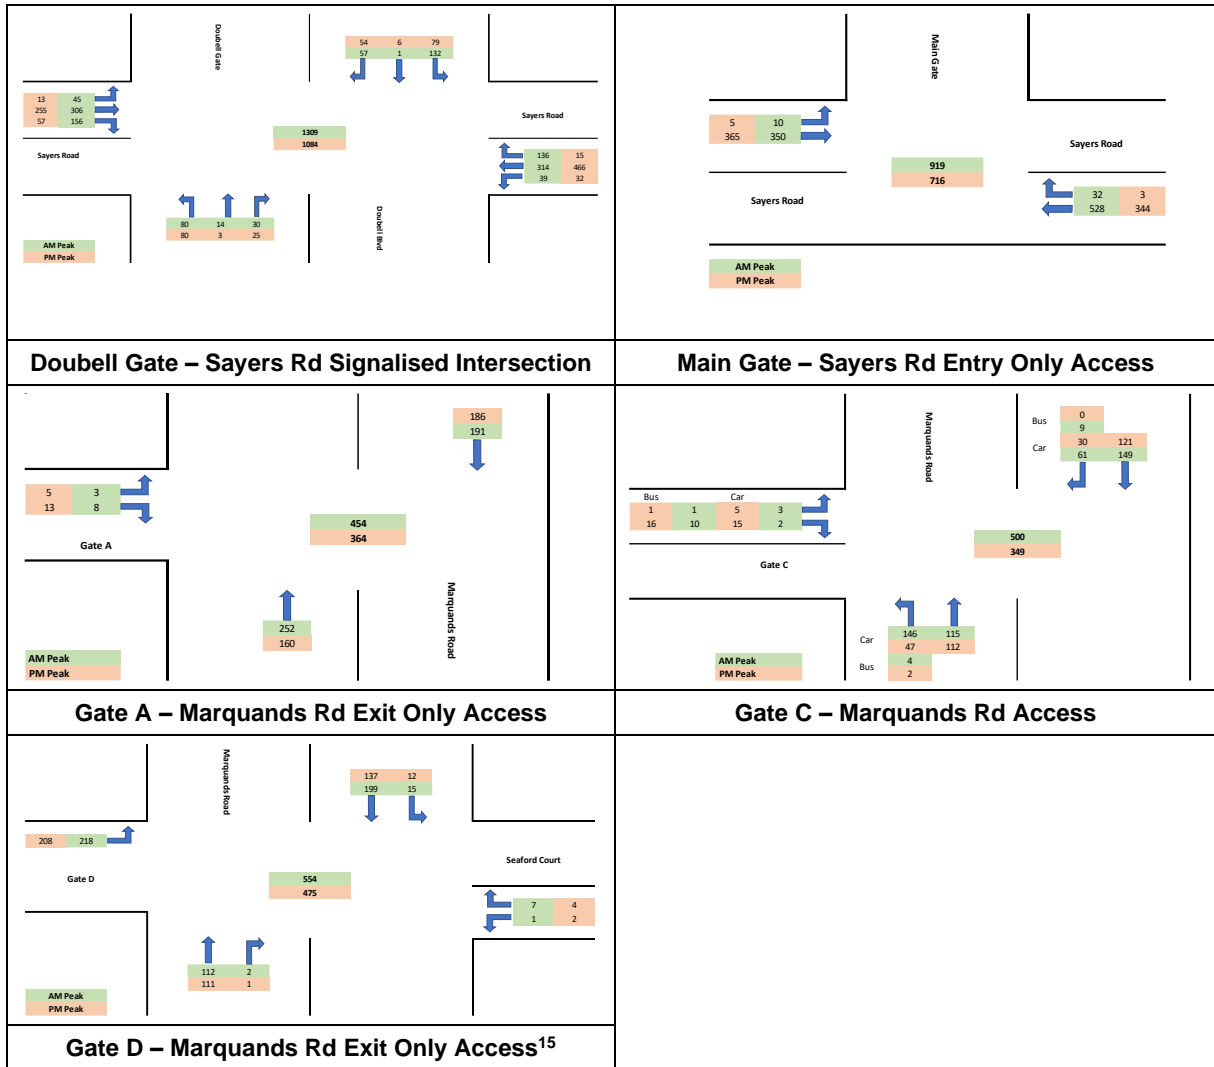 Doubell Gate
54 6 79
57 1 132
13 45
255 306
57 156
Sayers Road
1309
1084
Sayers Road
136 15
314 466
39 32
80 14 30
80 3 25
Doubell Blvd
AM Peak
PM Peak
Doubell Gate – Sayers Rd Signalised Intersection
Main Gate
5 10
365 350
Sayers Road
919
716
Sayers Road
32 3
528 344
AM Peak
PM Peak
Main Gate – Sayers Rd Entry Only Access
186
191
5 3
13 8
Gate A
454
364
252
160
Marquands Road
AM Peak
PM Peak
Gate A – Marquands Rd Exit Only Access
Marquands Road
Bus 0
9
Car 30 121
61 149
Bus Car
1 1 5 3
16 10 15 2
Gate C
500
349
Car 146 115
47 112
Bus 4
2
AM Peak
PM Peak
Gate C – Marquands Rd Access
Marquands Road
137 12
199 15
208 218
Gate D
554
475
Seaford Court
7 4
1 2
112 2
111 1
AM Peak
PM Peak
Gate D – Marquands Rd Exit Only Access15